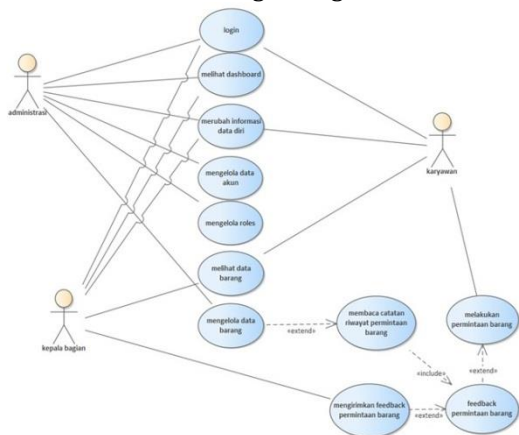 login
melihat dashboard
administrasi
merubah informasi
data diri
karyawan
mengelola data
akun
mengelola roles
melihat data
barang
kepala bagian
mengelola data
barang
«extend»
membaca catatan
riwayat permintaan
barang
melakukan
permintaan barang
«include»
«extend»
mengirimkan feedback
permintaan barang
«extend»
feedback
permintaan barang